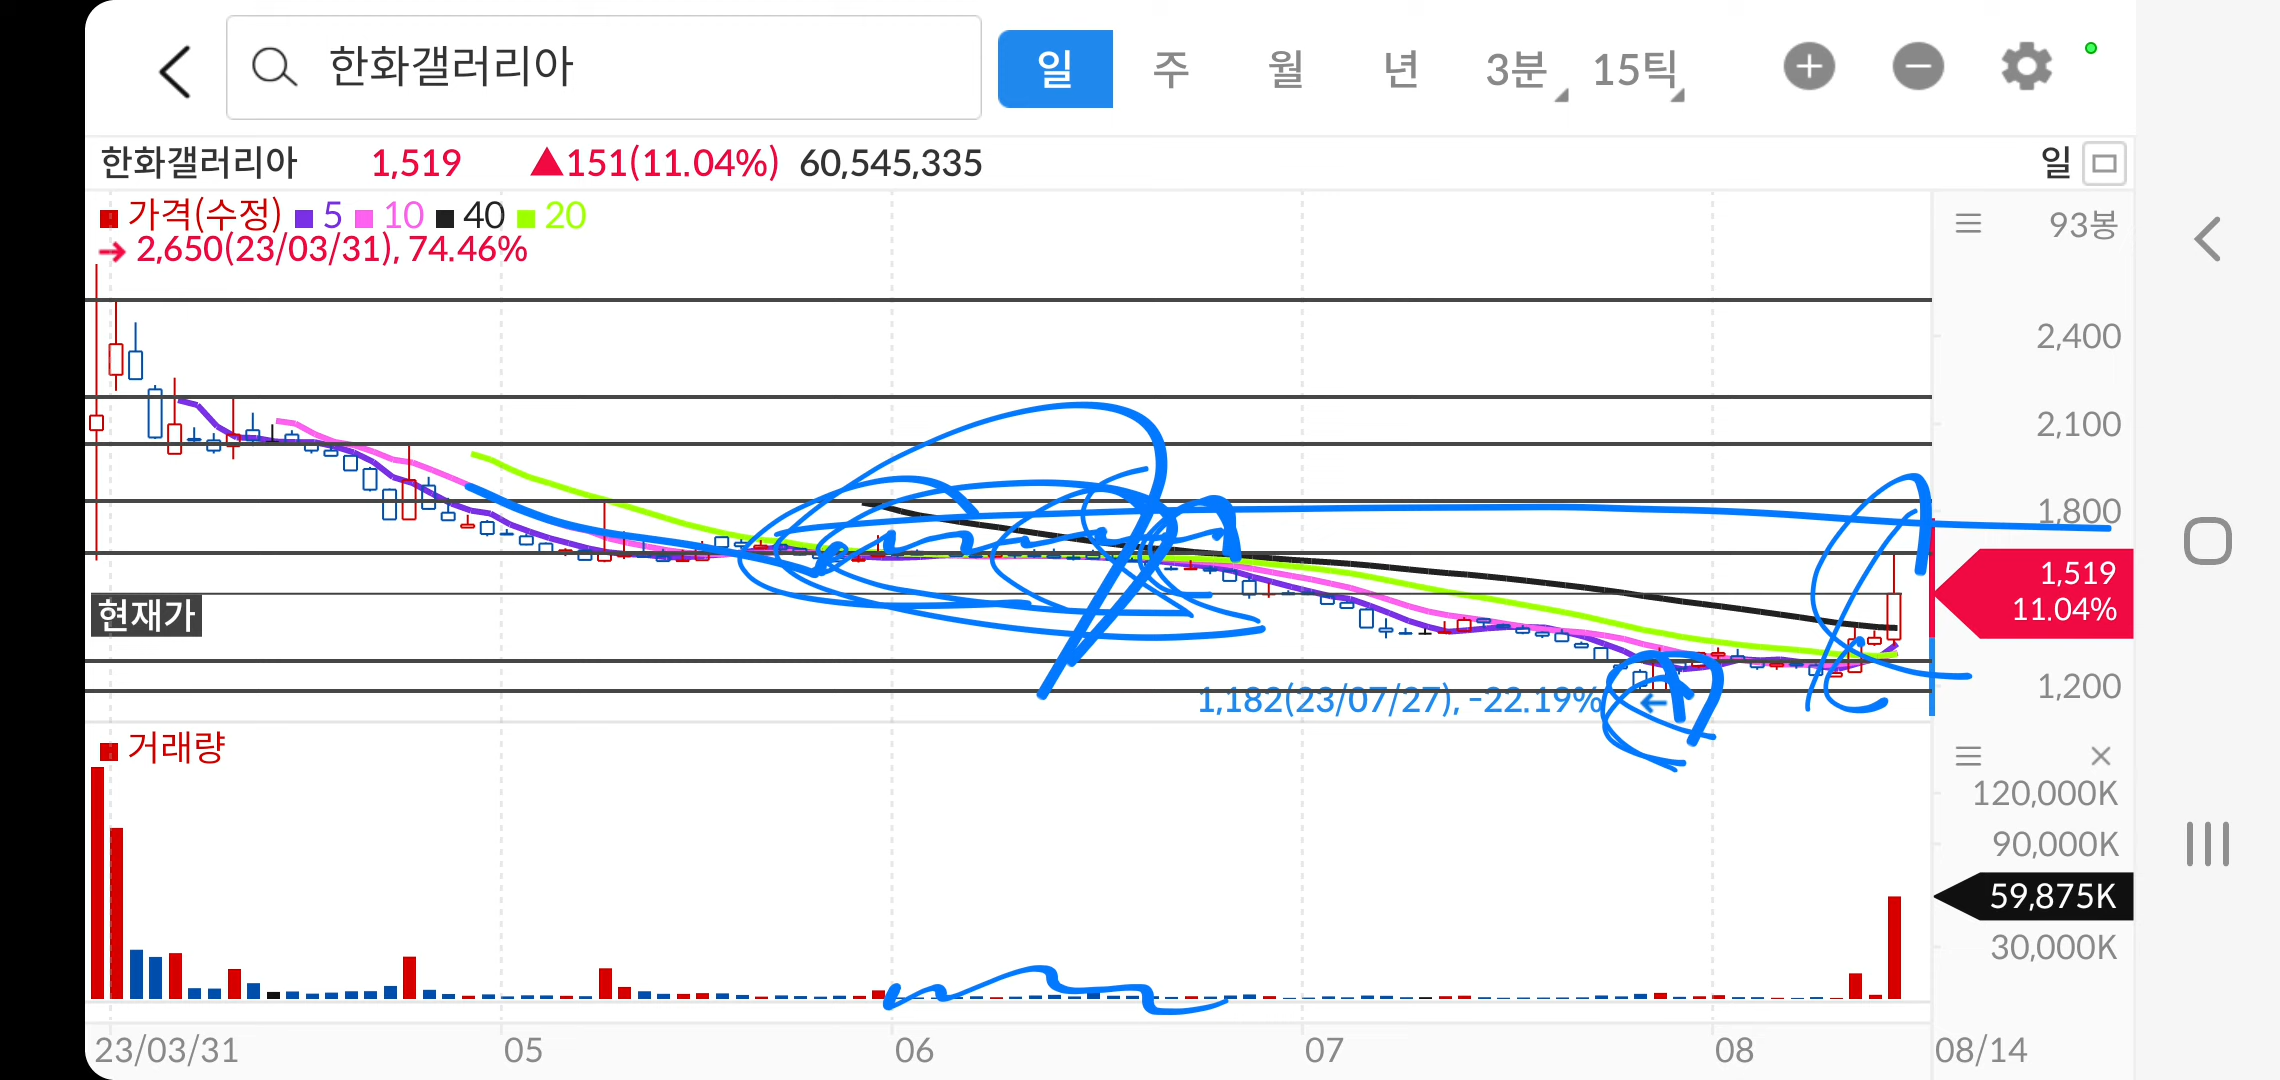 한화갤러리아 일 주 월 년 3분 15틱
한화갤러리아 1,519 ▲151(11.04%) 60,545,335 일
가격(수정) 5 10 40 20 93봉
→ 2,650(23/03/31), 74.46%
2,400
2,100
1,800
1,519
11.04%
현재가
1,200
1,182(23/07/27), -22.19% ←
거래량
120,000K
90,000K
59,875K
30,000K
23/03/31 05 06 07 08 08/14